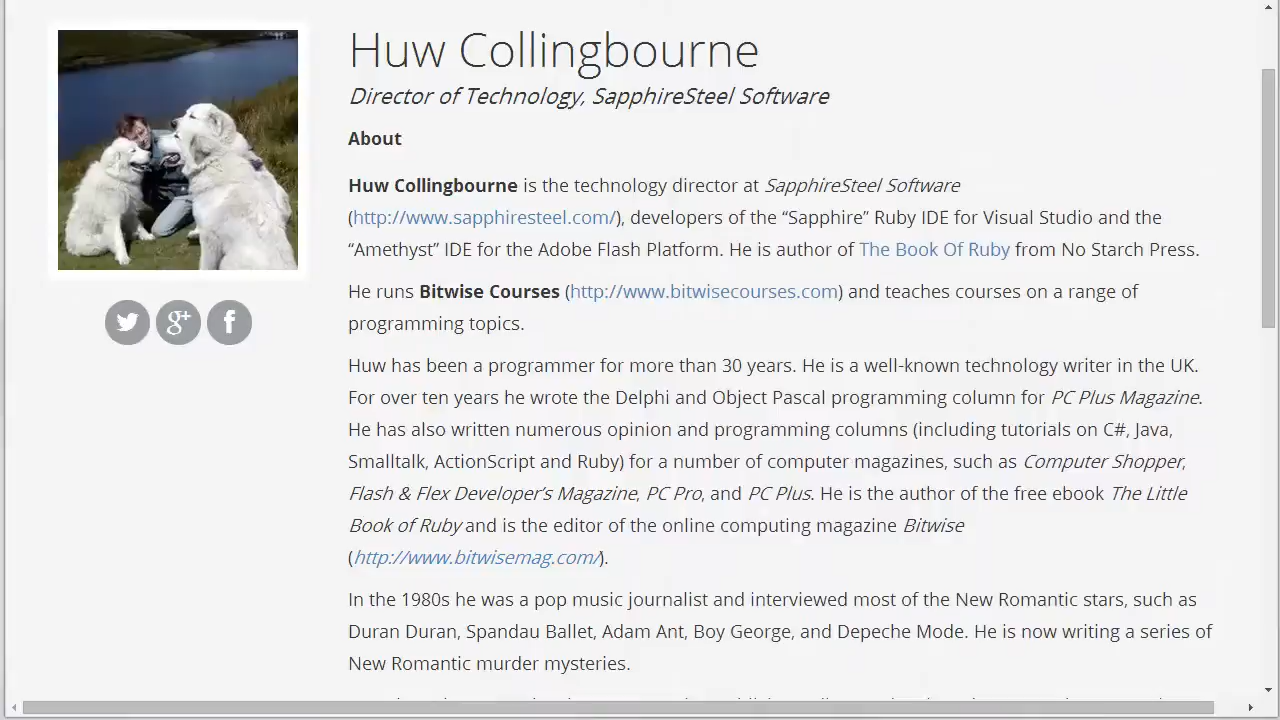 Huw Collingbourne
Director of Technology, SapphireSteel Software
About
Huw Collingbourne is the technology director at SapphireSteel Software
(http://www.sapphiresteel.com/), developers of the “Sapphire” Ruby IDE for Visual Studio and the
“Amethyst” IDE for the Adobe Flash Platform. He is author of The Book Of Ruby from No Starch Press.
He runs Bitwise Courses (http://www.bitwisecourses.com) and teaches courses on a range of
programming topics.
Huw has been a programmer for more than 30 years. He is a well-known technology writer in the UK.
For over ten years he wrote the Delphi and Object Pascal programming column for PC Plus Magazine.
He has also written numerous opinion and programming columns (including tutorials on C#, Java,
Smalltalk, ActionScript and Ruby) for a number of computer magazines, such as Computer Shopper,
Flash & Flex Developer’s Magazine, PC Pro, and PC Plus. He is the author of the free ebook The Little
Book of Ruby and is the editor of the online computing magazine Bitwise
(http://www.bitwisemag.com/).
In the 1980s he was a pop music journalist and interviewed most of the New Romantic stars, such as
Duran Duran, Spandau Ballet, Adam Ant, Boy George, and Depeche Mode. He is now writing a series of
New Romantic murder mysteries.